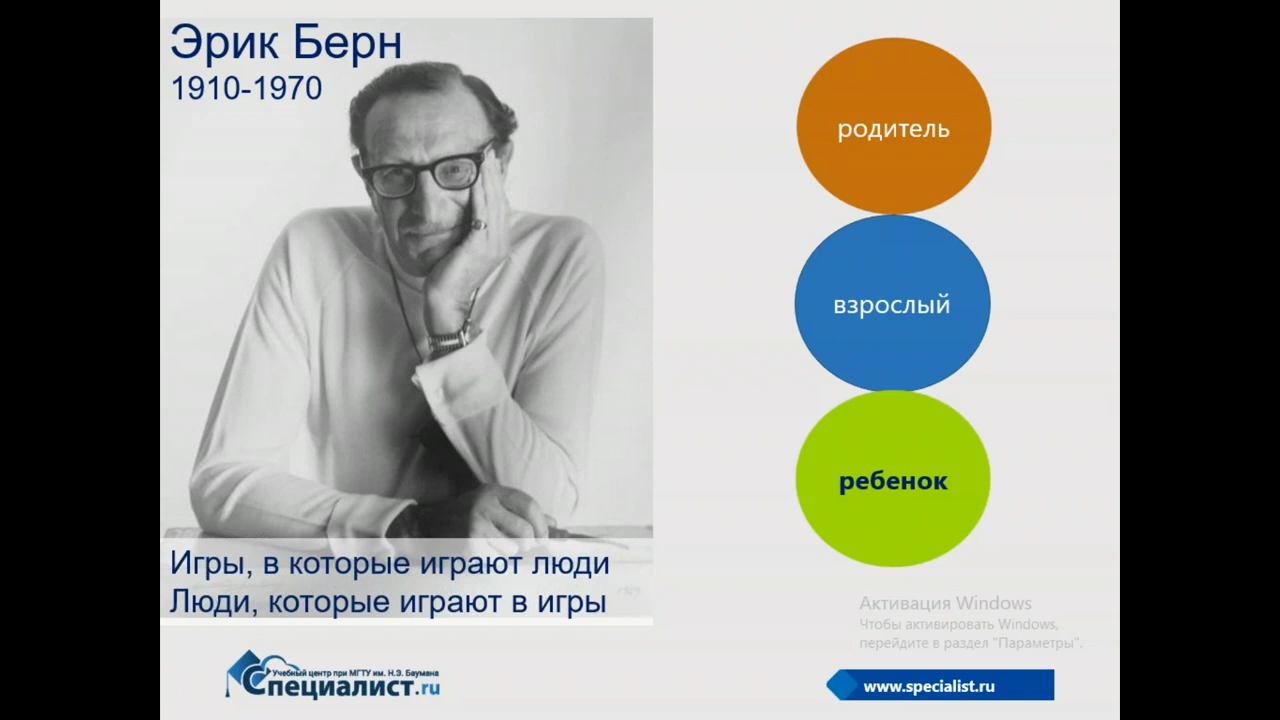 Эрик Берн
1910-1970
родитель
взрослый
ребенок
Игры, в которые играют люди
Люди, которые играют в игры
Активация Windows
Чтобы активировать Windows,
перейдите в раздел "Параметры".
Учебный центр при МГТУ им. Н.Э. Баумана
Специалист.ru
www.specialist.ru